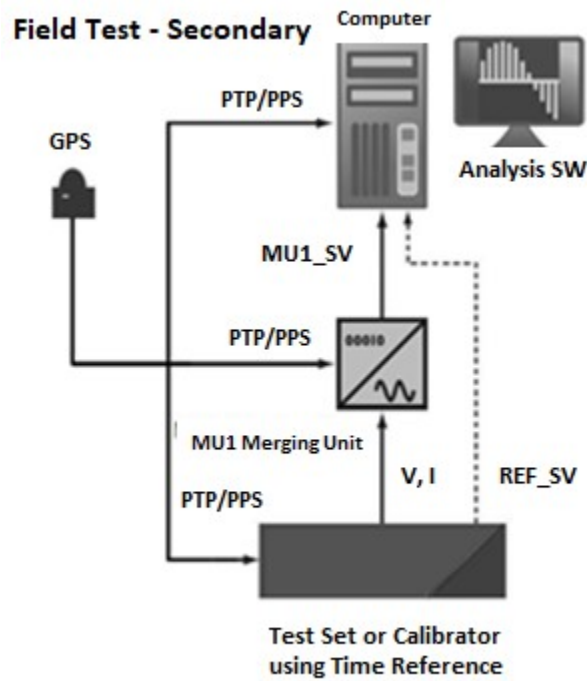 Field Test - Secondary
Computer
PTP/PPS
GPS
Analysis SW
MU1_SV
PTP/PPS
00010
MU1 Merging Unit
V, I
REF_SV
PTP/PPS
Test Set or Calibrator
using Time Reference